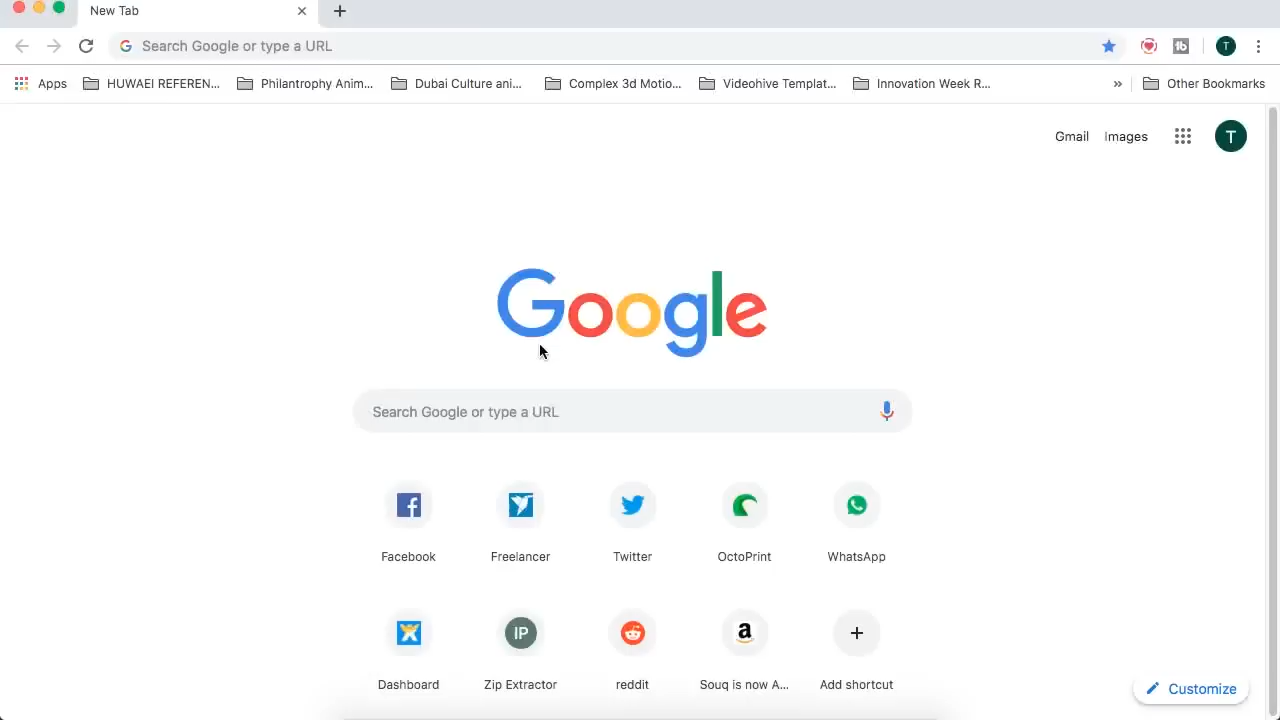 New Tab
Search Google or type a URL
T
Apps
HUWAEI REFEREN...
Philantrophy Anim...
Dubai Culture ani...
Complex 3d Motio...
Videohive Templat...
Innovation Week R...
»
Other Bookmarks
Gmail
Images
T
Google
Search Google or type a URL
Facebook
Freelancer
Twitter
OctoPrint
WhatsApp
IP
Dashboard
Zip Extractor
reddit
Souq is now A...
Add shortcut
Customize